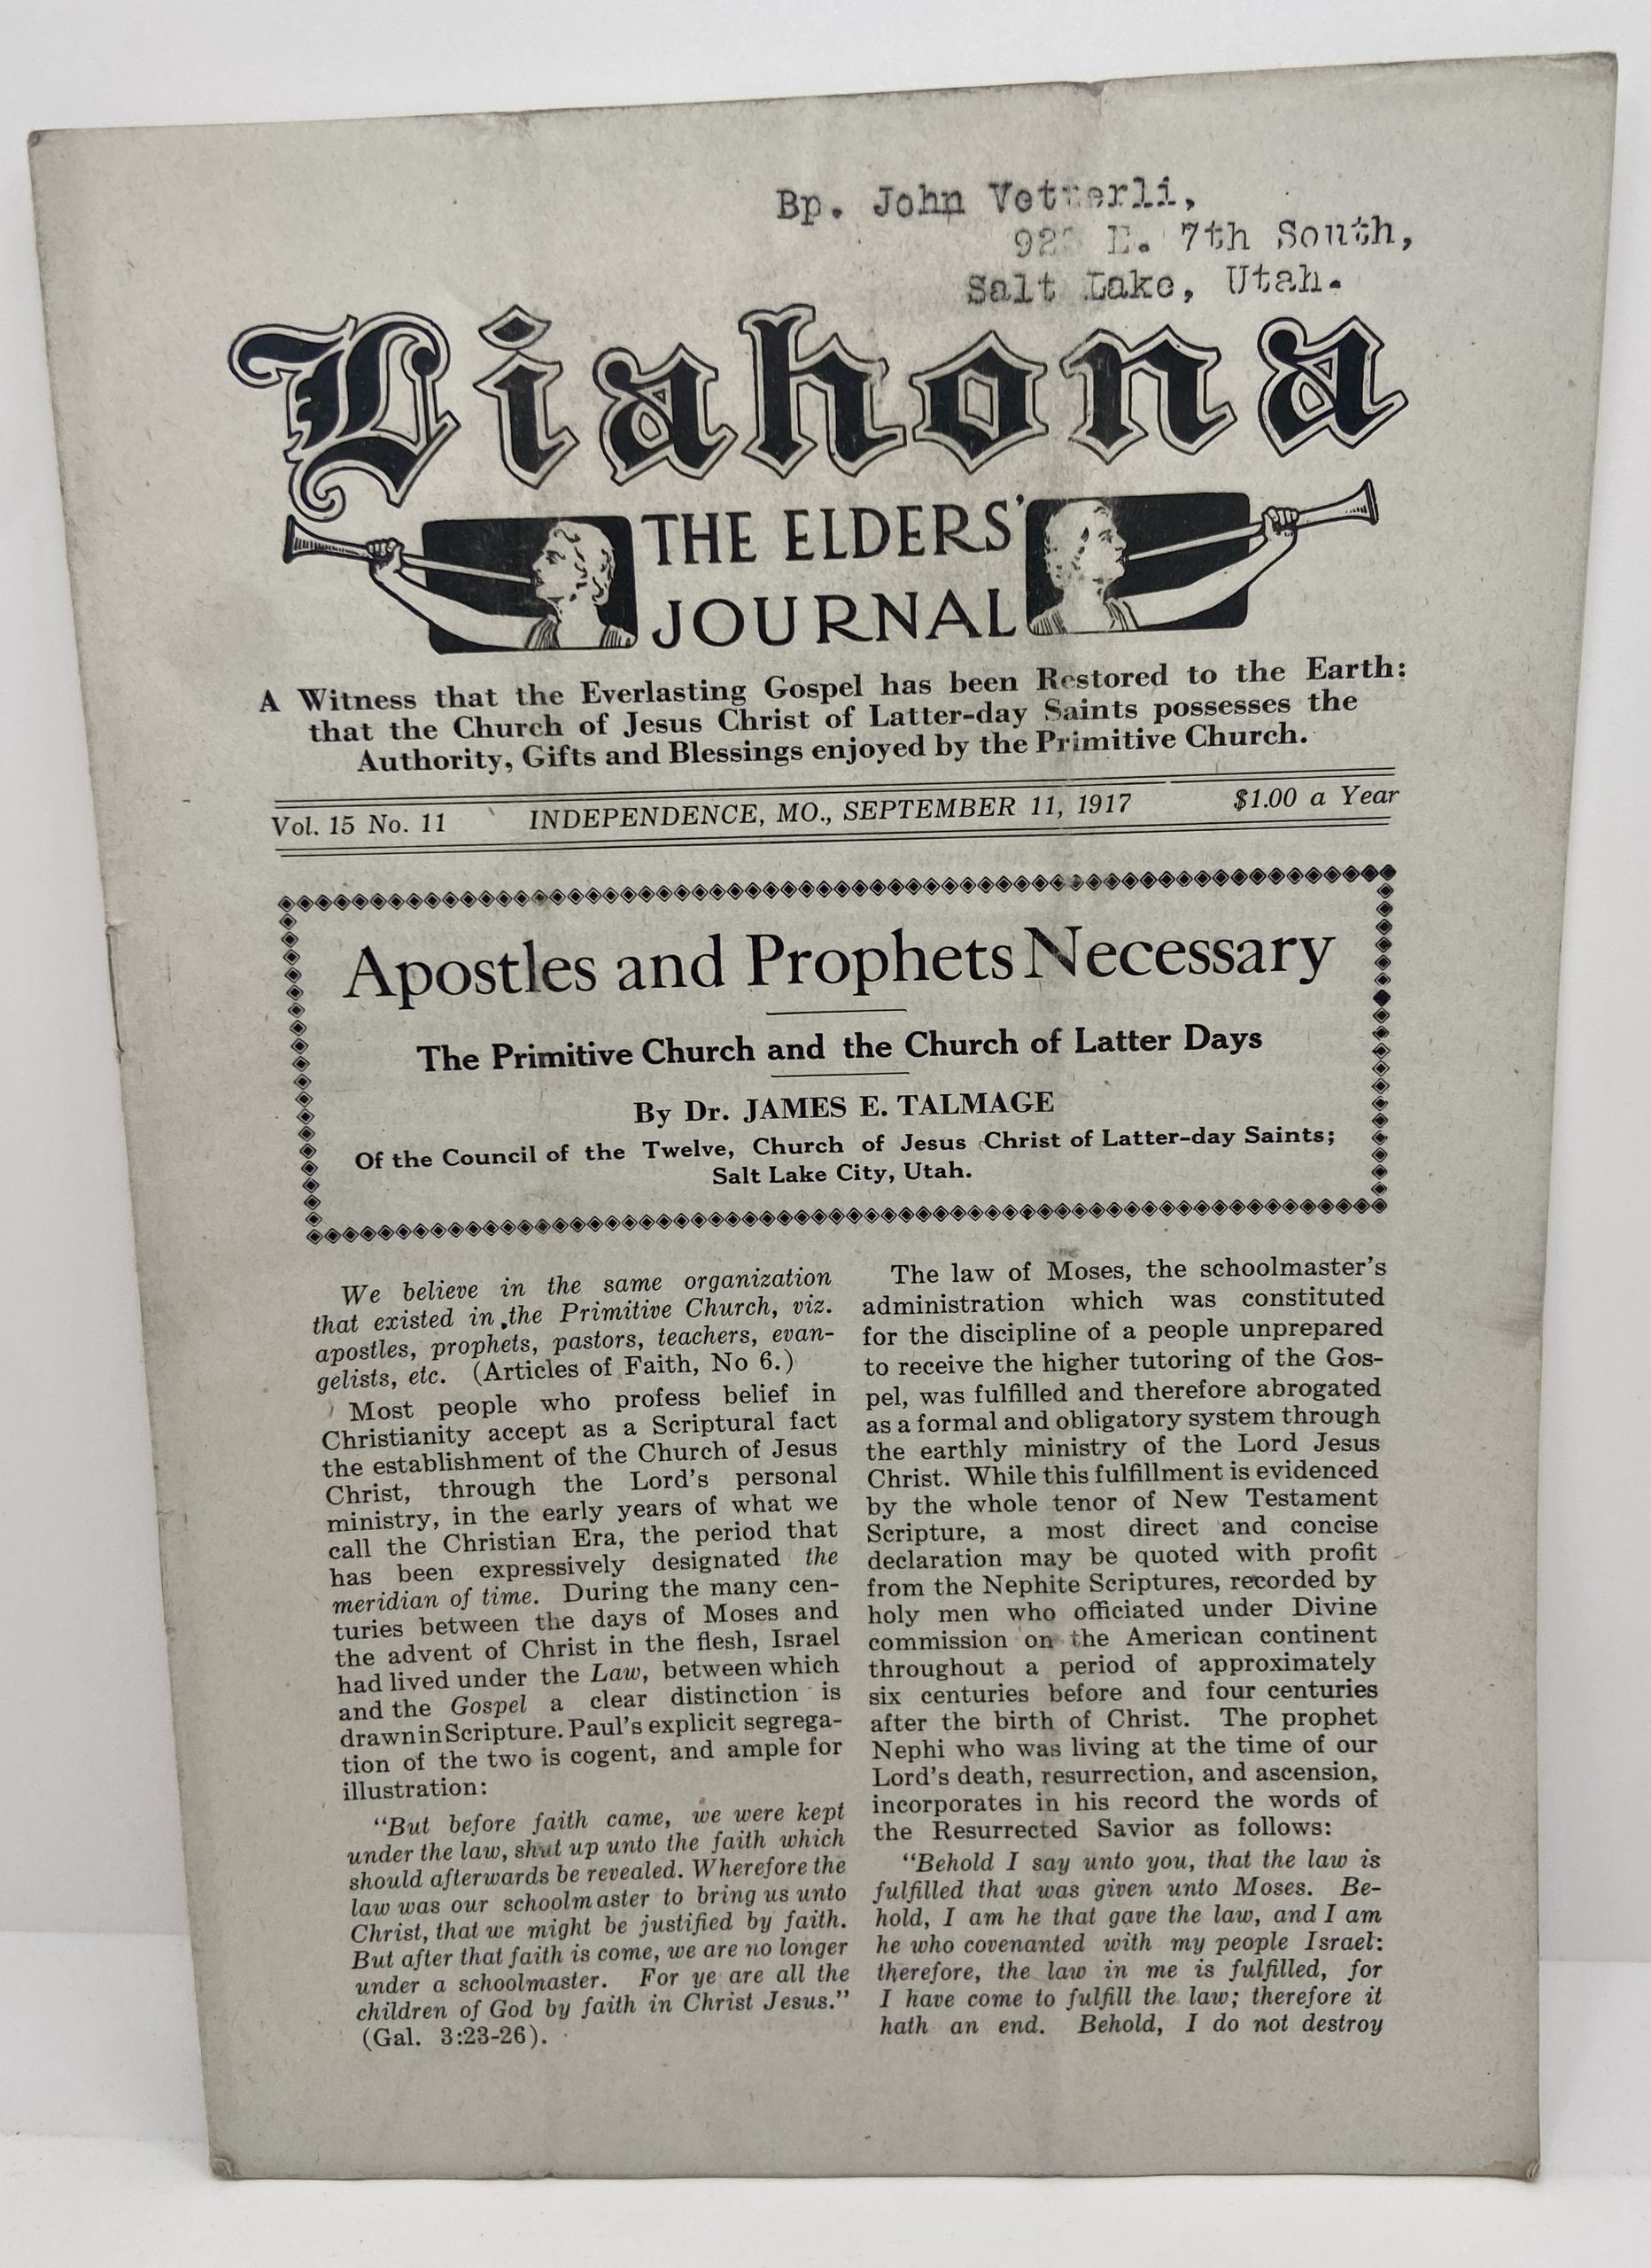 Bp. John
E. 7th South,
Salt Lake, Utah.
Liahona
THE ELDERS'
JOURNAL
A Witness that the Everlasting Gospel has been Restored to the Earth:
that the Church of Jesus Christ of Latter-day Saints possesses the
Authority, Gifts and Blessings enjoyed by the Primitive Church.
Vol. 15 No. 11 INDEPENDENCE, MO., SEPTEMBER 11, 1917 $1.00 a Year
Apostles and Prophets Necessary
The Primitive Church and the Church of Latter Days
By Dr. JAMES E. TALMAGE
Of the Council of the Twelve, Church of Jesus Christ of Latter-day Saints;
Salt Lake City, Utah.
We believe in the same organization
that existed in the Primitive Church, viz.
apostles, prophets, pastors, teachers, evan-
gelists, etc. (Articles of Faith, No 6.)
Most people who profess belief in
Christianity accept as a Scriptural fact
the establishment of the Church of Jesus
Christ, through the Lord's personal
ministry, in the early years of what we
call the Christian Era, the period that
has been expressively designated the
meridian of time. During the many cen-
turies between the days of Moses and
the advent of Christ in the flesh, Israel
had lived under the Law, between which
and the Gospel a clear distinction is
drawn in Scripture. Paul's explicit segrega-
tion of the two is cogent, and ample for
illustration:
"But before faith came, we were kept
under the law, shut up unto the faith which
should afterwards be revealed. Wherefore the
law was our schoolmaster to bring us unto
Christ, that we might be justified by faith.
But after that faith is come, we are no longer
under a schoolmaster. For ye are all the
children of God by faith in Christ Jesus."
(Gal. 3:23-26).
The law of Moses, the schoolmaster's
administration which was constituted
for the discipline of a people unprepared
to receive the higher tutoring of the Gos-
pel, was fulfilled and therefore abrogated
as a formal and obligatory system through
the earthly ministry of the Lord Jesus
Christ. While this fulfillment is evidenced
by the whole tenor of New Testament
Scripture, a most direct and concise
declaration may be quoted with profit
from the Nephite Scriptures, recorded by
holy men who officiated under Divine
commission on the American continent
throughout a period of approximately
six centuries before and four centuries
after the birth of Christ. The prophet
Nephi who was living at the time of our
Lord's death, resurrection, and ascension,
incorporates in his record the words of
the Resurrected Savior as follows:
"Behold I say unto you, that the law is
fulfilled that was given unto Moses. Be-
hold, I am he that gave the law, and I am
he who covenanted with my people Israel:
therefore, the law in me is fulfilled, for
I have come to fulfill the law; therefore it
hath an end. Behold, I do not destroy